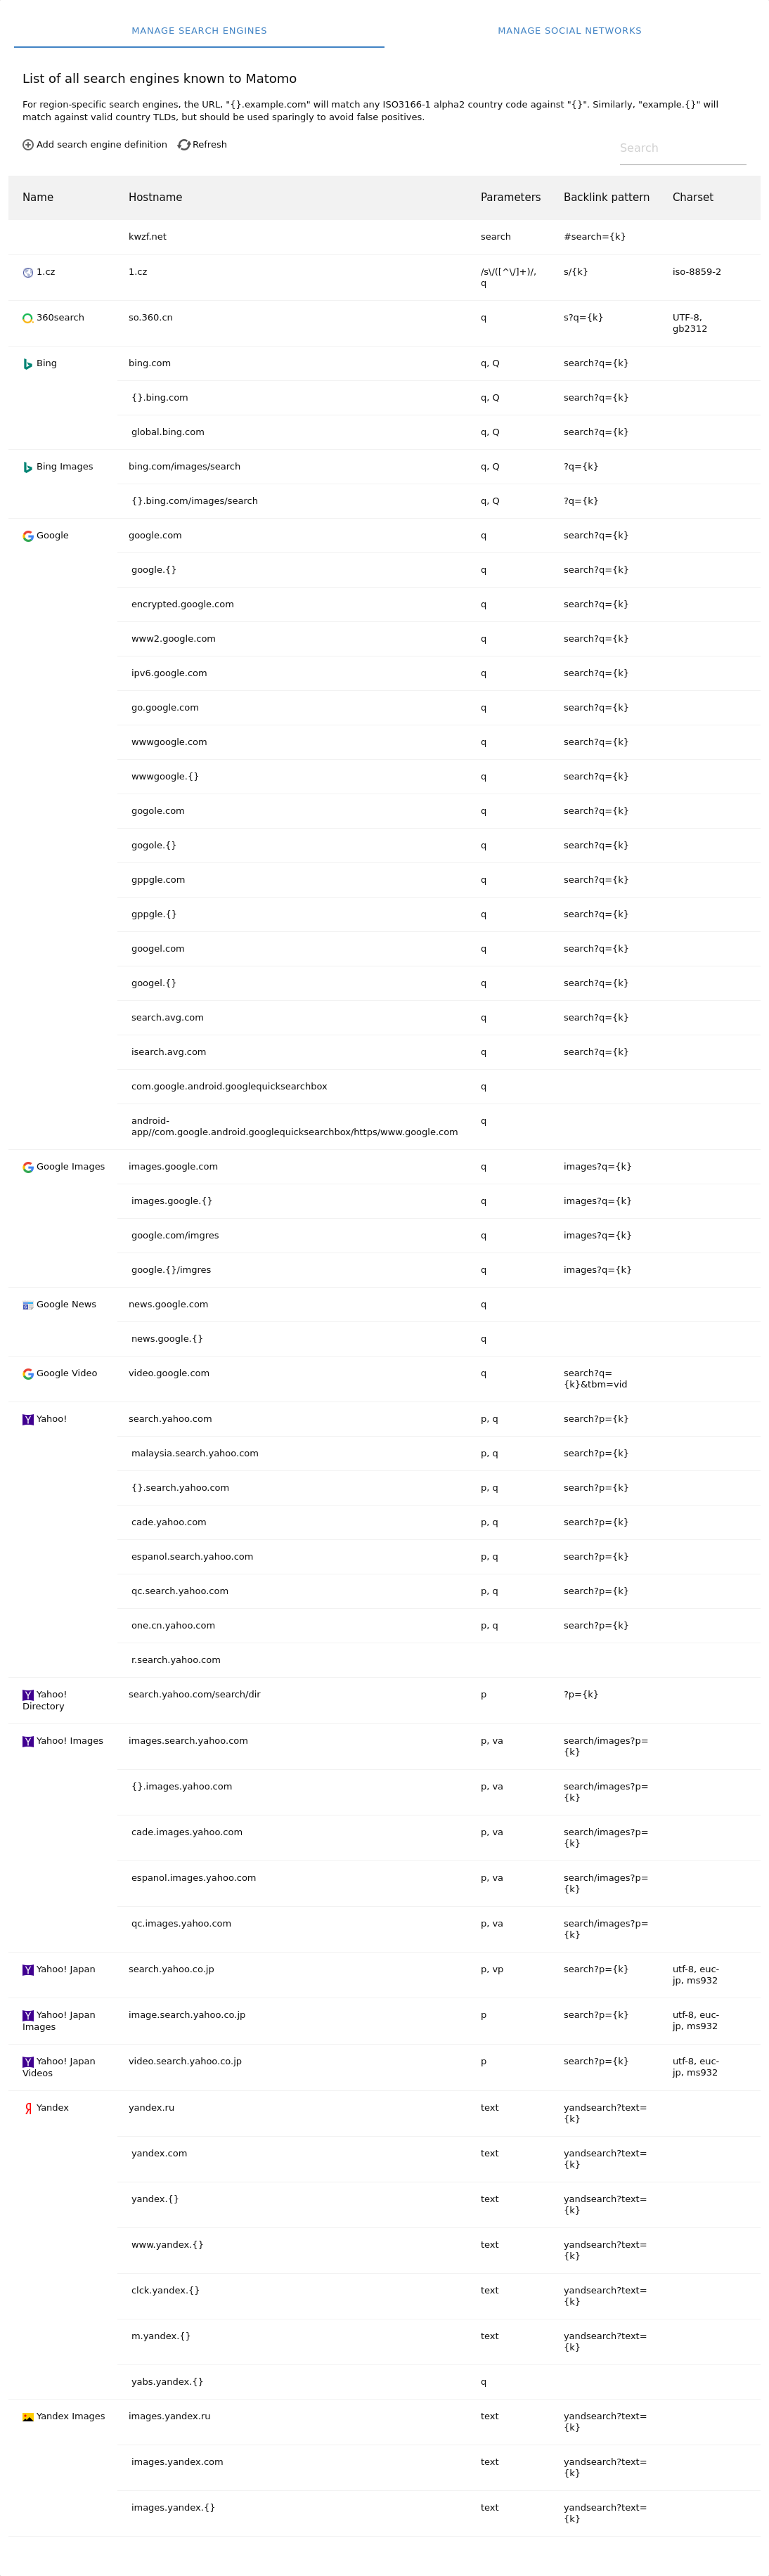 MANAGE SEARCH ENGINES MANAGE SOCIAL NETWORKS
List of all search engines known to Matomo
For region-specific search engines, the URL, "{}.example.com" will match any ISO3166-1 alpha2 country code against "{}". Similarly, "example.{}" will
match against valid country TLDs, but should be used sparingly to avoid false positives.
Add search engine definition Refresh Search
Name Hostname Parameters Backlink pattern Charset
kwzf.net search #search={k}
1.cz 1.cz /s\/([^\/]+)/, s/{k} iso-8859-2
q
360search so.360.cn q s?q={k} UTF-8,
gb2312
Bing bing.com q, Q search?q={k}
{}.bing.com q, Q search?q={k}
global.bing.com q, Q search?q={k}
Bing Images bing.com/images/search q, Q ?q={k}
{}.bing.com/images/search q, Q ?q={k}
Google google.com q search?q={k}
google.{} q search?q={k}
encrypted.google.com q search?q={k}
www2.google.com q search?q={k}
ipv6.google.com q search?q={k}
go.google.com q search?q={k}
wwwgoogle.com q search?q={k}
wwwgoogle.{} q search?q={k}
gogole.com q search?q={k}
gogole.{} q search?q={k}
gppgle.com q search?q={k}
gppgle.{} q search?q={k}
googel.com q search?q={k}
googel.{} q search?q={k}
search.avg.com q search?q={k}
isearch.avg.com q search?q={k}
com.google.android.googlequicksearchbox q
android- q
app//com.google.android.googlequicksearchbox/https/www.google.com
Google Images images.google.com q images?q={k}
images.google.{} q images?q={k}
google.com/imgres q images?q={k}
google.{}/imgres q images?q={k}
Google News news.google.com q
news.google.{} q
Google Video video.google.com q search?q=
{k}&tbm=vid
Yahoo! search.yahoo.com p, q search?p={k}
malaysia.search.yahoo.com p, q search?p={k}
{}.search.yahoo.com p, q search?p={k}
cade.yahoo.com p, q search?p={k}
espanol.search.yahoo.com p, q search?p={k}
qc.search.yahoo.com p, q search?p={k}
one.cn.yahoo.com p, q search?p={k}
r.search.yahoo.com
Yahoo! search.yahoo.com/search/dir p ?p={k}
Directory
Yahoo! Images images.search.yahoo.com p, va search/images?p=
{k}
{}.images.yahoo.com p, va search/images?p=
{k}
cade.images.yahoo.com p, va search/images?p=
{k}
espanol.images.yahoo.com p, va search/images?p=
{k}
qc.images.yahoo.com p, va search/images?p=
{k}
Yahoo! Japan search.yahoo.co.jp p, vp search?p={k} utf-8, euc-
jp, ms932
Yahoo! Japan image.search.yahoo.co.jp p search?p={k} utf-8, euc-
Images jp, ms932
Yahoo! Japan video.search.yahoo.co.jp p search?p={k} utf-8, euc-
Videos jp, ms932
Yandex yandex.ru text yandsearch?text=
{k}
yandex.com text yandsearch?text=
{k}
yandex.{} text yandsearch?text=
{k}
www.yandex.{} text yandsearch?text=
{k}
clck.yandex.{} text yandsearch?text=
{k}
m.yandex.{} text yandsearch?text=
{k}
yabs.yandex.{} q
Yandex Images images.yandex.ru text yandsearch?text=
{k}
images.yandex.com text yandsearch?text=
{k}
images.yandex.{} text yandsearch?text=
{k}